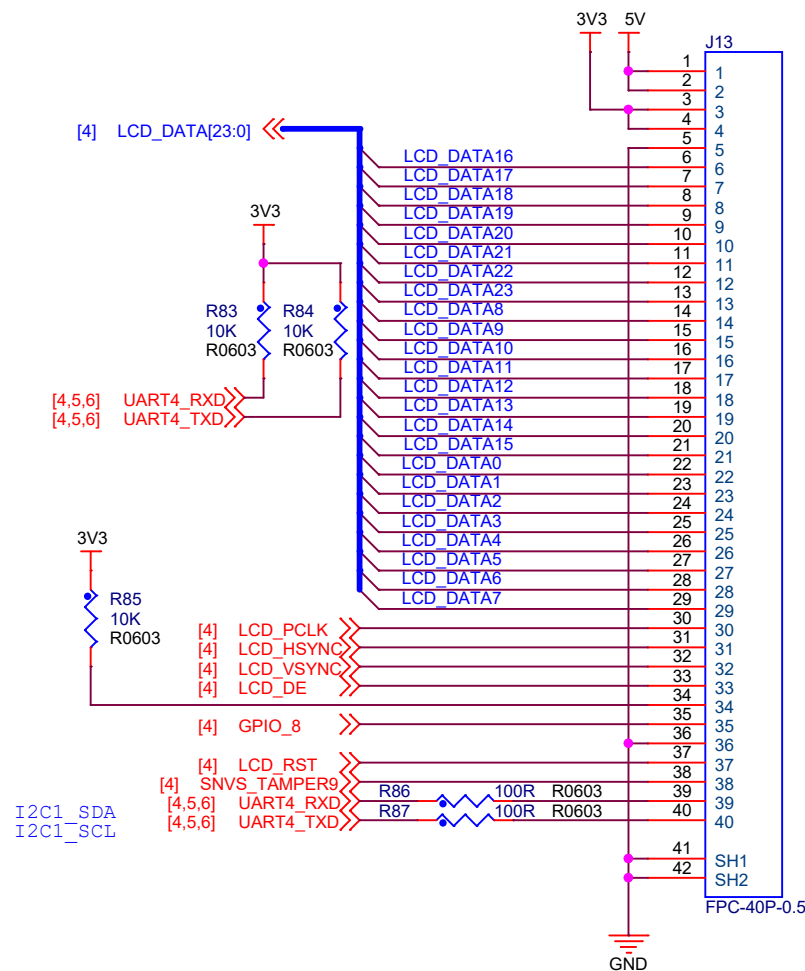 3V3 5V
J13
1 1
2 2
3 3
4 4
5 5
[4] LCD_DATA[23:0]
LCD_DATA16 6 6
LCD_DATA17 7 7
LCD_DATA18 8 8
LCD_DATA19 9 9
LCD_DATA20 10 10
LCD_DATA21 11 11
LCD_DATA22 12 12
LCD_DATA23 13 13
LCD_DATA8 14 14
LCD_DATA9 15 15
LCD_DATA10 16 16
LCD_DATA11 17 17
LCD_DATA12 18 18
LCD_DATA13 19 19
LCD_DATA14 20 20
LCD_DATA15 21 21
LCD_DATA0 22 22
LCD_DATA1 23 23
LCD_DATA2 24 24
LCD_DATA3 25 25
LCD_DATA4 26 26
LCD_DATA5 27 27
LCD_DATA6 28 28
LCD_DATA7 29 29
3V3
R83 R84
10K 10K
R0603 R0603
[4,5,6] UART4_RXD
[4,5,6] UART4_TXD
3V3
R85
10K
R0603
[4] LCD_PCLK 30 30
[4] LCD_HSYNC 31 31
[4] LCD_VSYNC 32 32
[4] LCD_DE 33 33
34 34
[4] GPIO_8 35 35
36 36
[4] LCD_RST 37 37
[4] SNVS_TAMPER9 38 38
[4,5,6] UART4_RXD R86 100R R0603 39 39
[4,5,6] UART4_TXD R87 100R R0603 40 40
I2C1_SDA
I2C1_SCL
41 SH1
42 SH2
FPC-40P-0.5
GND